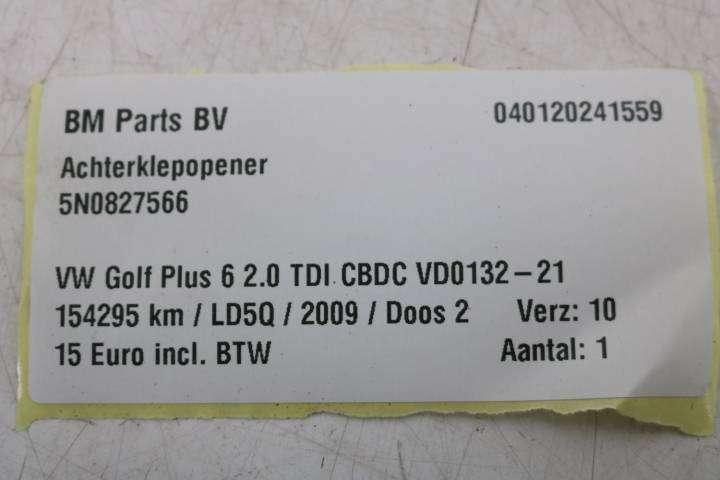 BM Parts BV 040120241559
Achterklepopener
5N0827566
VW Golf Plus 6 2.0 TDI CBDC VD0132-21
154295 km / LD5Q / 2009 / Doos 2 Verz: 10
15 Euro incl. BTW Aantal: 1